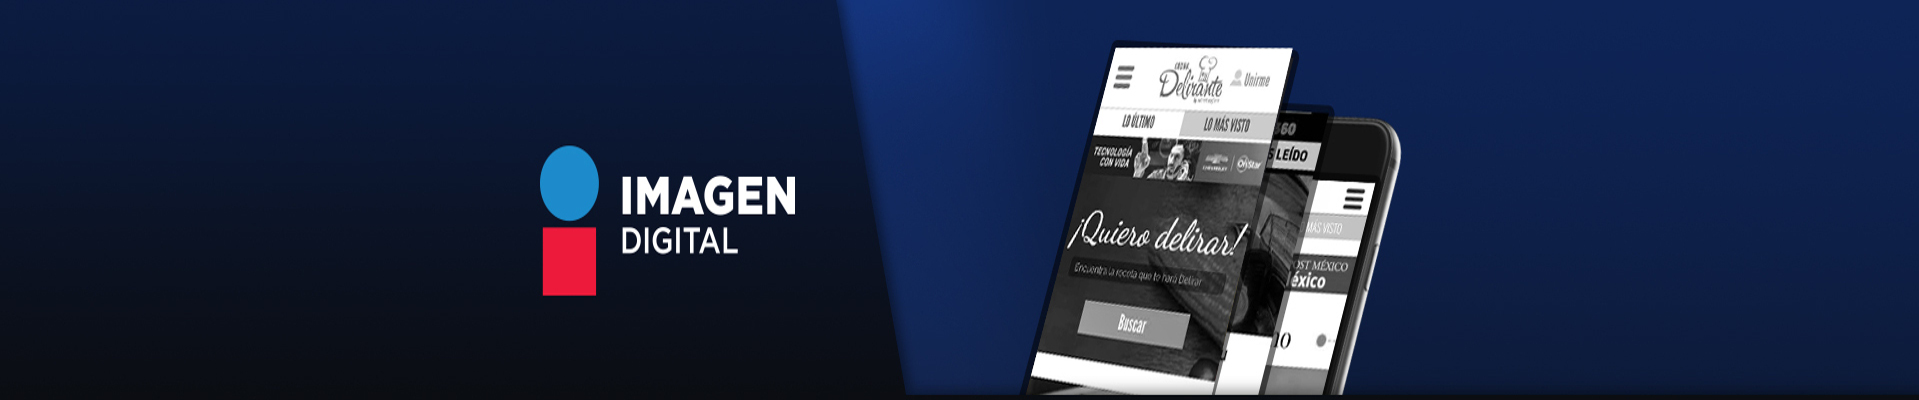 IMAGEN
DIGITAL
COCINA
Delirante
Unirme
LO ÚLTIMO
LO MÁS VISTO
TECNOLOGÍA
CON VIDA
CHEVROLET
OnStar
¡Quiero delirar!
Encuentra la receta que te hará Delirar
Buscar
360
S LEÍDO
MÁS VISTO
OST MÉXICO
éxico
10